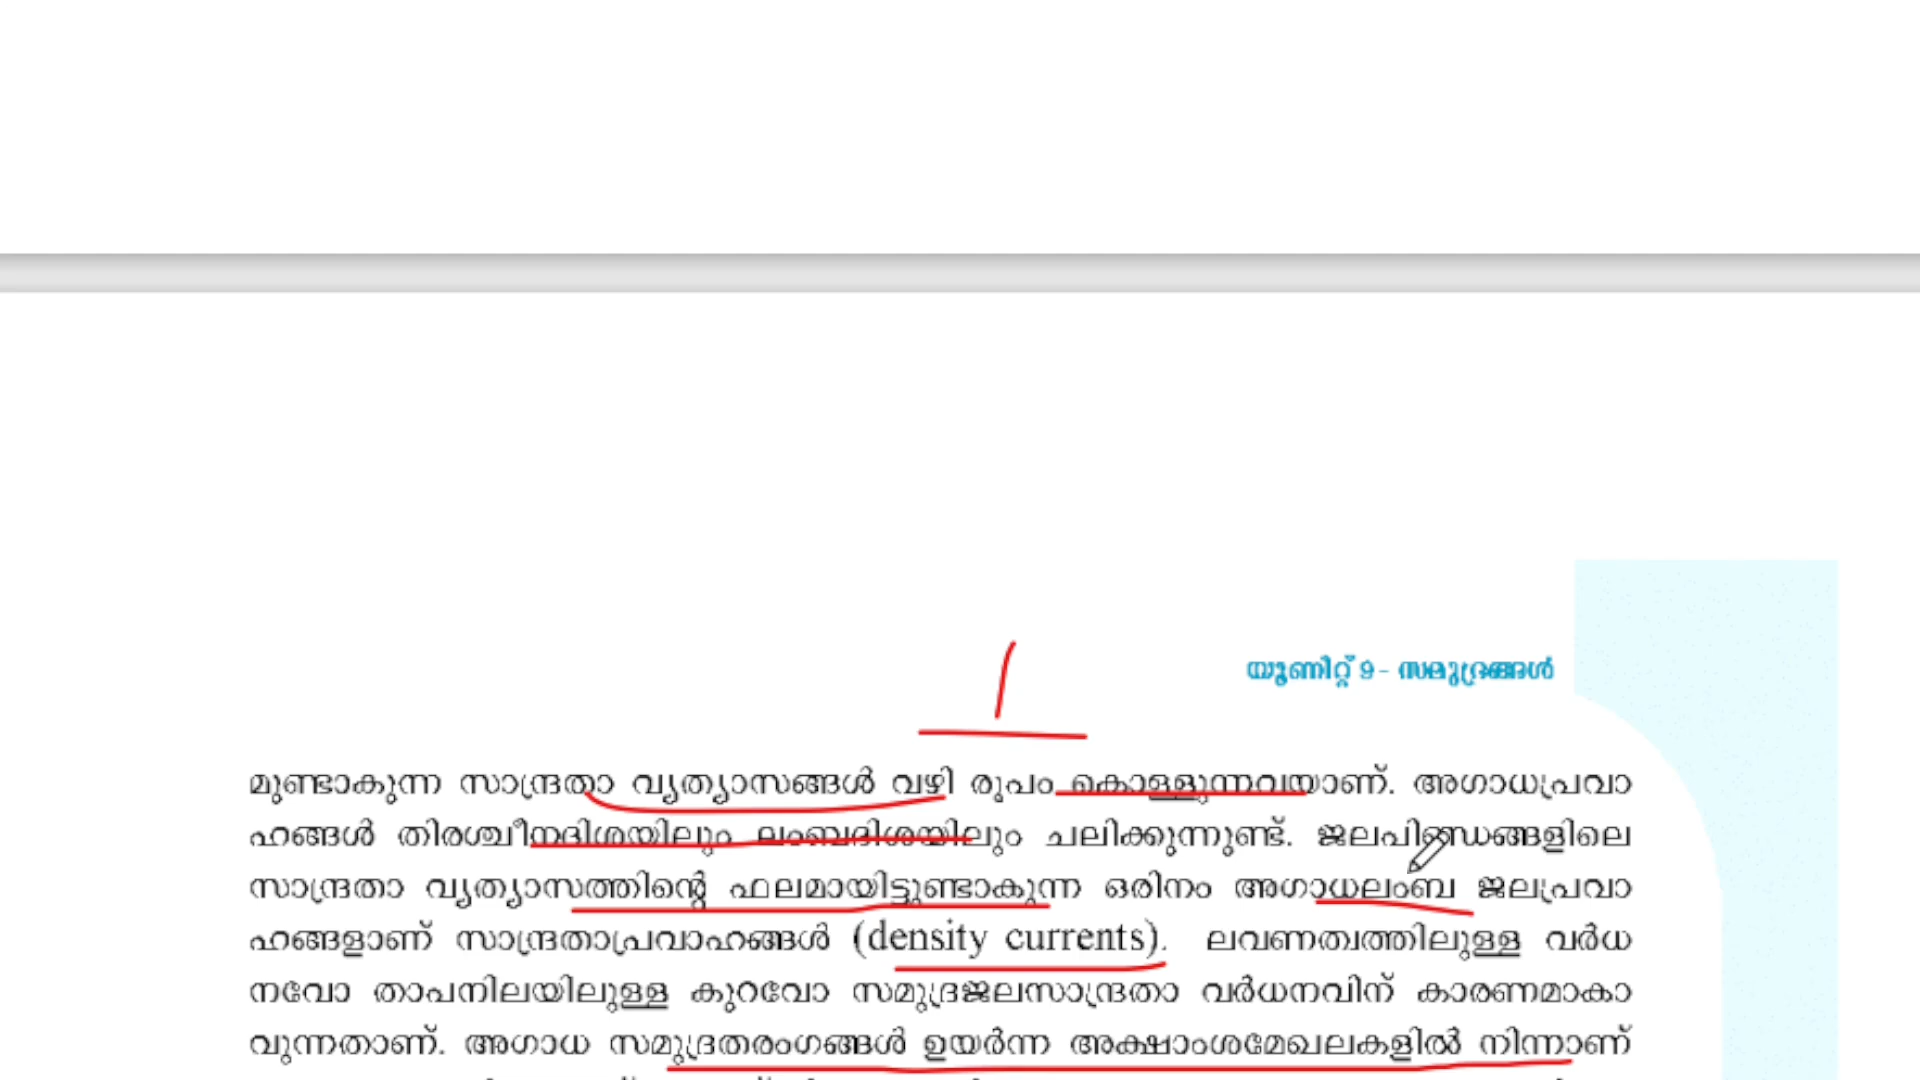 യൂണിറ്റ് 9 - സമുദ്രങ്ങൾ
മുണ്ടാകുന്ന സാന്ദ്രതാ വ്യത്യാസങ്ങൾ വഴി രൂപം കൊള്ളുന്നവയാണ്. അഗാധപ്രവാ
ഹങ്ങൾ തിരശ്ചീനദിശയിലും ലംബദിശയിലും ചലിക്കുന്നുണ്ട്. ജലപിണ്ഡങ്ങളിലെ
സാന്ദ്രതാ വ്യത്യാസത്തിന്റെ ഫലമായിട്ടുണ്ടാകുന്ന ഒരിനം അഗാധലംബ ജലപ്രവാ
ഹങ്ങളാണ് സാന്ദ്രതാപ്രവാഹങ്ങൾ (density currents). ലവണത്വത്തിലുള്ള വർധ
നവോ താപനിലയിലുള്ള കുറവോ സമുദ്രജലസാന്ദ്രതാ വർധനവിന് കാരണമാകാ
വുന്നതാണ്. അഗാധ സമുദ്രതരംഗങ്ങൾ ഉയർന്ന അക്ഷാംശമേഖലകളിൽ നിന്നാണ്